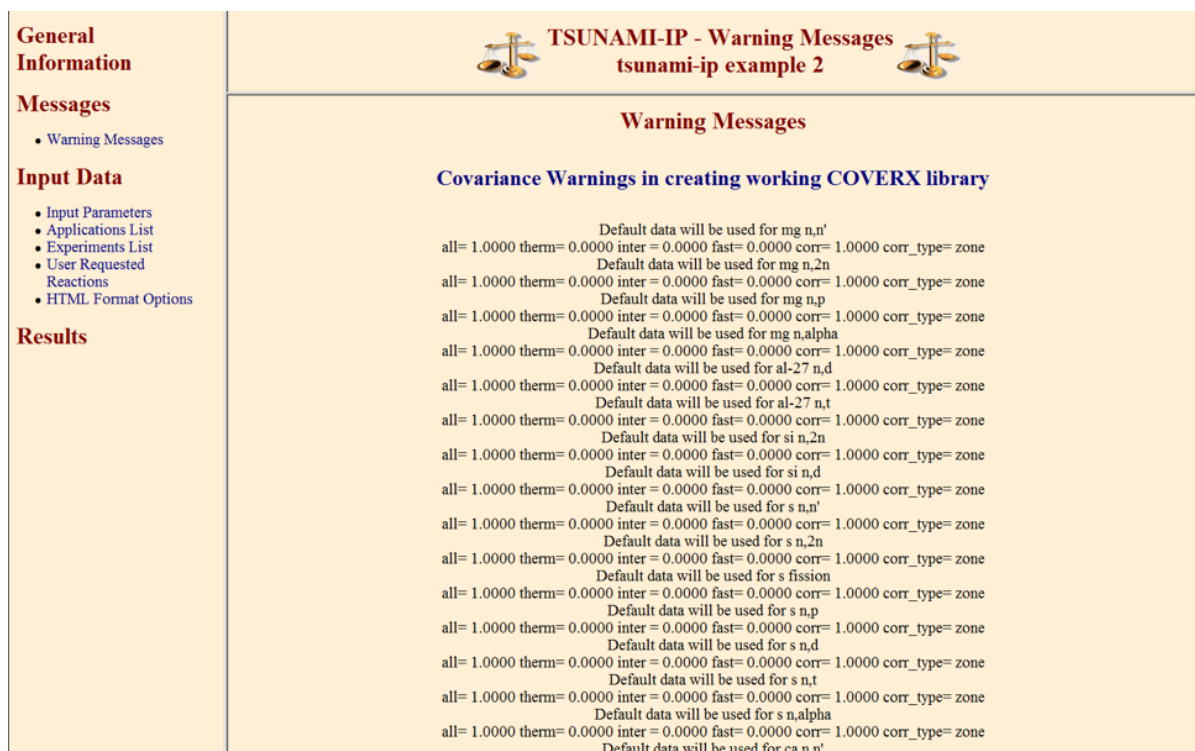 General
Information
Messages
Warning Messages
Input Data
Input Parameters
Applications List
Experiments List
User Requested
Reactions
HTML Format Options
Results
TSUNAMI-IP - Warning Messages
tsunami-ip example 2
Warning Messages
Covariance Warnings in creating working COVERX library
Default data will be used for mg n,n'
all= 1.0000 therm= 0.0000 inter = 0.0000 fast= 0.0000 corr= 1.0000 corr_type= zone
Default data will be used for mg n,2n
all= 1.0000 therm= 0.0000 inter = 0.0000 fast= 0.0000 corr= 1.0000 corr_type= zone
Default data will be used for mg n,p
all= 1.0000 therm= 0.0000 inter = 0.0000 fast= 0.0000 corr= 1.0000 corr_type= zone
Default data will be used for mg n,alpha
all= 1.0000 therm= 0.0000 inter = 0.0000 fast= 0.0000 corr= 1.0000 corr_type= zone
Default data will be used for al-27 n,d
all= 1.0000 therm= 0.0000 inter = 0.0000 fast= 0.0000 corr= 1.0000 corr_type= zone
Default data will be used for al-27 n,t
all= 1.0000 therm= 0.0000 inter = 0.0000 fast= 0.0000 corr= 1.0000 corr_type= zone
Default data will be used for si n,2n
all= 1.0000 therm= 0.0000 inter = 0.0000 fast= 0.0000 corr= 1.0000 corr_type= zone
Default data will be used for si n,d
all= 1.0000 therm= 0.0000 inter = 0.0000 fast= 0.0000 corr= 1.0000 corr_type= zone
Default data will be used for s n,n'
all= 1.0000 therm= 0.0000 inter = 0.0000 fast= 0.0000 corr= 1.0000 corr_type= zone
Default data will be used for s n,2n
all= 1.0000 therm= 0.0000 inter = 0.0000 fast= 0.0000 corr= 1.0000 corr_type= zone
Default data will be used for s fission
all= 1.0000 therm= 0.0000 inter = 0.0000 fast= 0.0000 corr= 1.0000 corr_type= zone
Default data will be used for s n,p
all= 1.0000 therm= 0.0000 inter = 0.0000 fast= 0.0000 corr= 1.0000 corr_type= zone
Default data will be used for s n,d
all= 1.0000 therm= 0.0000 inter = 0.0000 fast= 0.0000 corr= 1.0000 corr_type= zone
Default data will be used for s n,t
all= 1.0000 therm= 0.0000 inter = 0.0000 fast= 0.0000 corr= 1.0000 corr_type= zone
Default data will be used for s n,alpha
all= 1.0000 therm= 0.0000 inter = 0.0000 fast= 0.0000 corr= 1.0000 corr_type= zone
Default data will be used for ca n,n'